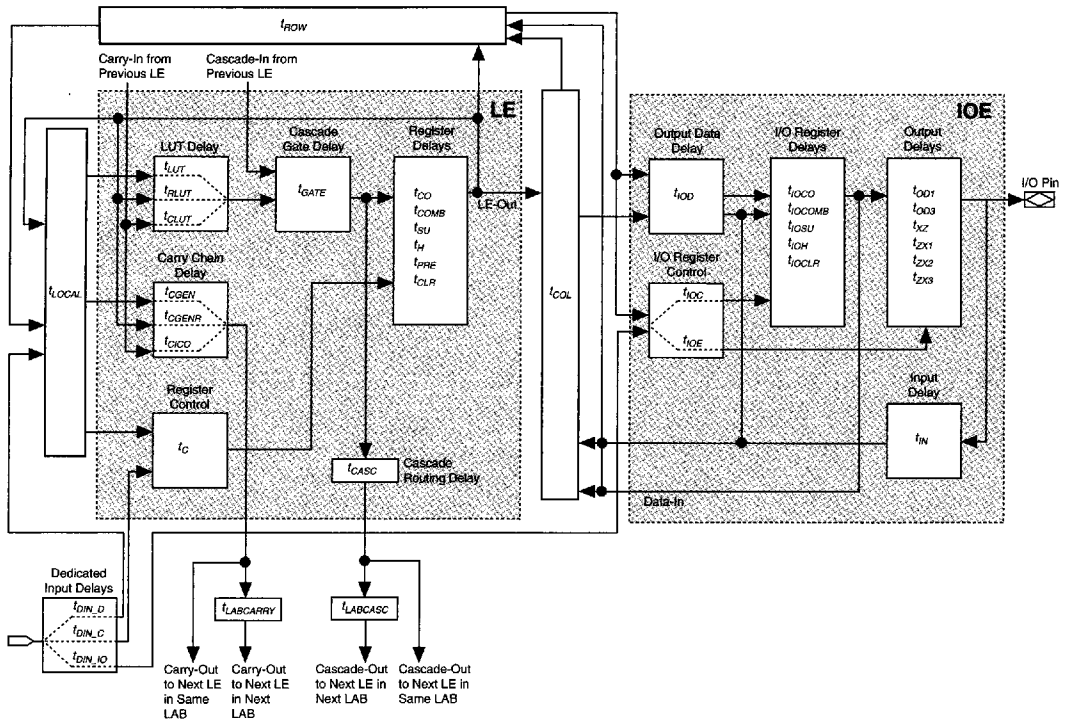 tROW
Carry-In from
Previous LE
Cascade-In from
Previous LE
LE
IOE
LUT Delay
tLUT
tRLUT
tCLUT
Cascade
Gate Delay
tGATE
Register
Delays
tCO
tCOMB
tSU
tH
tPRE
tCLR
LE-Out
Carry Chain
Delay
tCGEN
tCGENR
tCICO
tLOCAL
Register
Control
tC
tCASC
Cascade
Routing Delay
tCOL
Output Data
Delay
tIOD
I/O Register
Delays
tIOCO
tIOCOMB
tIOSU
tIOH
tIOCLR
Output
Delays
tOD1
tOD3
tXZ
tZX1
tZX2
tZX3
I/O Pin
I/O Register
Control
tIOC
tIOE
Input
Delay
tIN
Data-In
Dedicated
Input Delays
tDIN_D
tDIN_C
tDIN_IO
tLABCARRY
tLABCASC
Carry-Out
to Next LE
in Same
LAB
Carry-Out
to Next LE
in Next
LAB
Cascade-Out
to Next LE in
Next LAB
Cascade-Out
to Next LE in
Same LAB